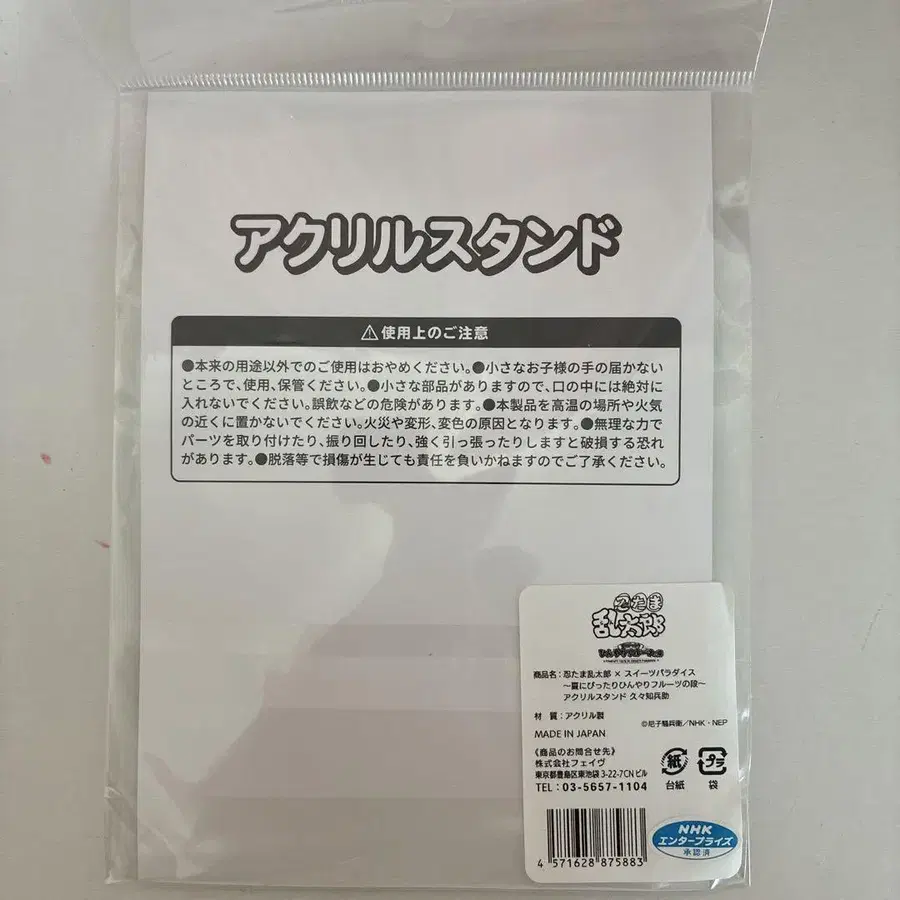 アクリルスタンド
⚠使用上のご注意
●本来の用途以外でのご使用はおやめください。●小さなお子様の手の届かない
ところで、使用、保管ください。●小さな部品がありますので、口の中には絶対に
入れないでください。誤飲などの危険があります。●本製品を高温の場所や火気
の近くに置かないでください。火災や変形、変色の原因となります。●無理な力で
パーツを取り付けたり、振り回したり、強く引っ張ったりしますと破損する恐れ
があります。●脱落等で損傷が生じても責任を負いかねますのでご了承ください。
忍たま
乱太郎
商品名:忍たま乱太郎 × スイーツパラダイス
~夏にぴったりひんやりフルーツの段~
アクリルスタンド 久々知兵助
材 質:アクリル製
©尼子騒兵衛/NHK・NEP
MADE IN JAPAN
《商品のお問合せ先》
株式会社フェイヴ
東京都豊島区東池袋 3-22-7CN ビル
TEL:03-5657-1104
紙
台紙
プラ
袋
4 571628 875883
NHK
エンタープライズ
承認済